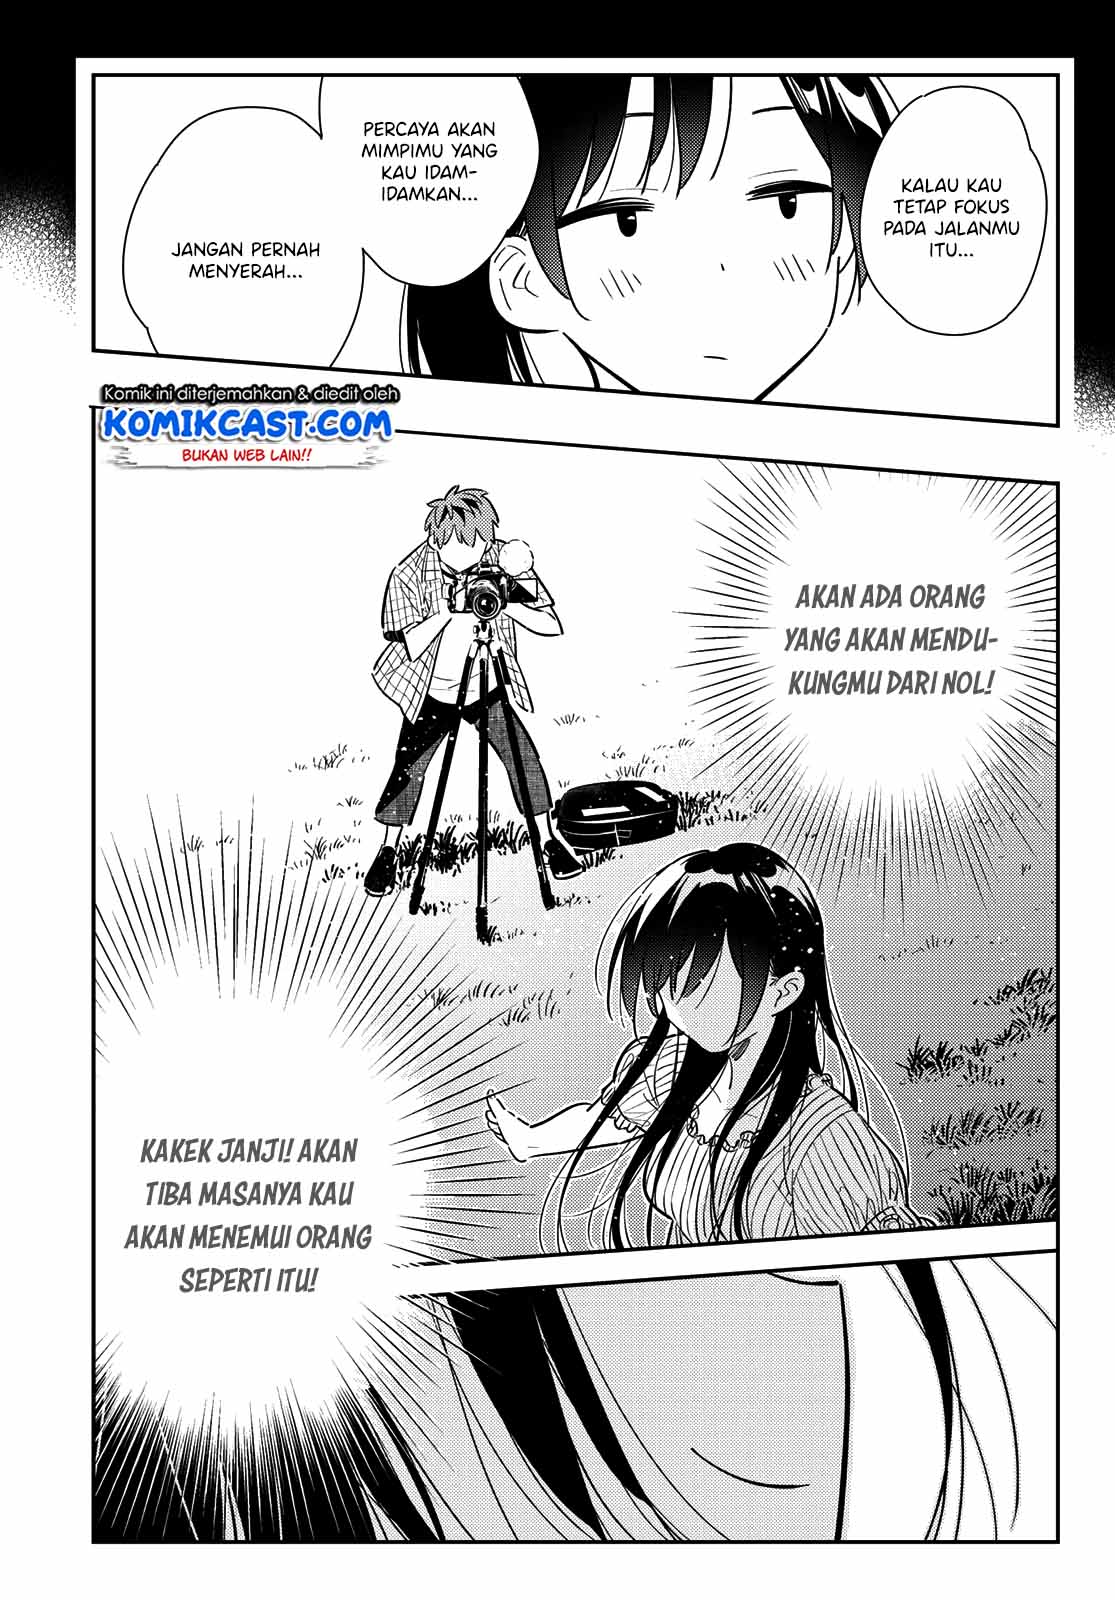 KALAU KAU
TETAP FOKUS
PADA JALANMU
ITU...
PERCAYA AKAN
MIMPIMU YANG
KAU IDAM-
IDAMKAN...
JANGAN PERNAH
MENYERAH...
Komik ini diterjemahkan & diedit oleh
KOMIKCAST.COM
BUKAN WEB LAIN!!
AKAN ADA ORANG
YANG AKAN MENDU-
KUNGMU DARI NOL!
KAKEK JANJI! AKAN
TIBA MASANYA KAU
AKAN MENEMUI ORANG
SEPERTI ITU!